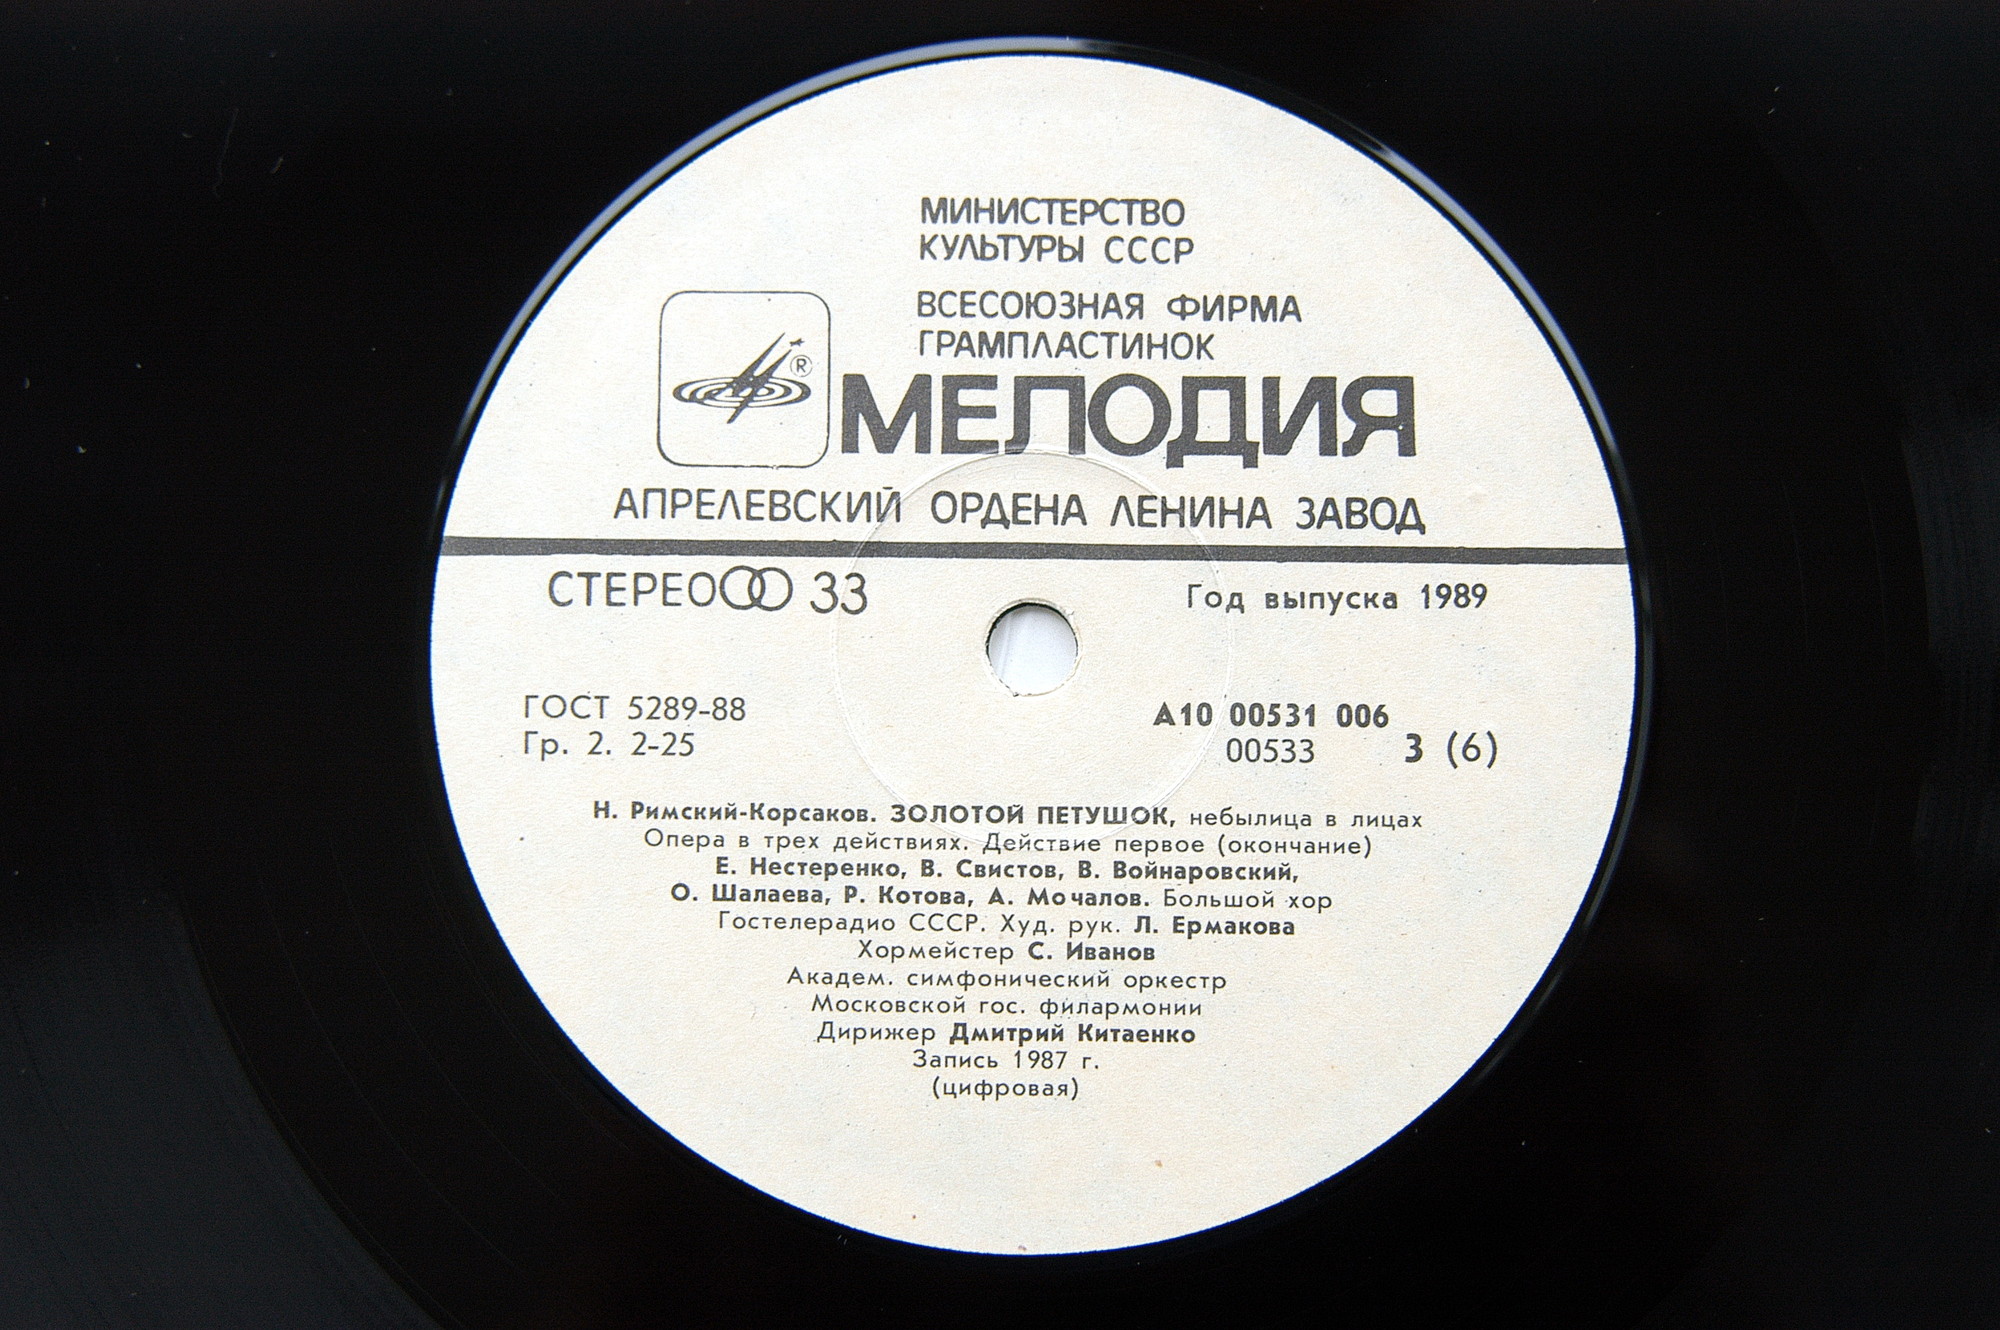 МИНИСТЕРСТВО
КУЛЬТУРЫ СССР
ВСЕСОЮЗНАЯ ФИРМА
ГРАМПЛАСТИНОК
®
МЕЛОДИЯ
АПРЕЛЕВСКИЙ ОРДЕНА ЛЕНИНА ЗАВОД
СТЕРЕО 33
Год выпуска 1989
ГОСТ 5289-88
Гр. 2. 2-25
А10 00531 006
00533 3 (6)
Н. Римский-Корсаков. ЗОЛОТОЙ ПЕТУШОК, небылица в лицах
Опера в трех действиях. Действие первое (окончание)
Е. Нестеренко, В. Свистов, В. Войнаровский,
О. Шалаева, Р. Котова, А. Мочалов. Большой хор
Гостелерадио СССР. Худ. рук. Л. Ермакова
Хормейстер С. Иванов
Академ. симфонический оркестр
Московской гос. филармонии
Дирижер Дмитрий Китаенко
Запись 1987 г.
(цифровая)